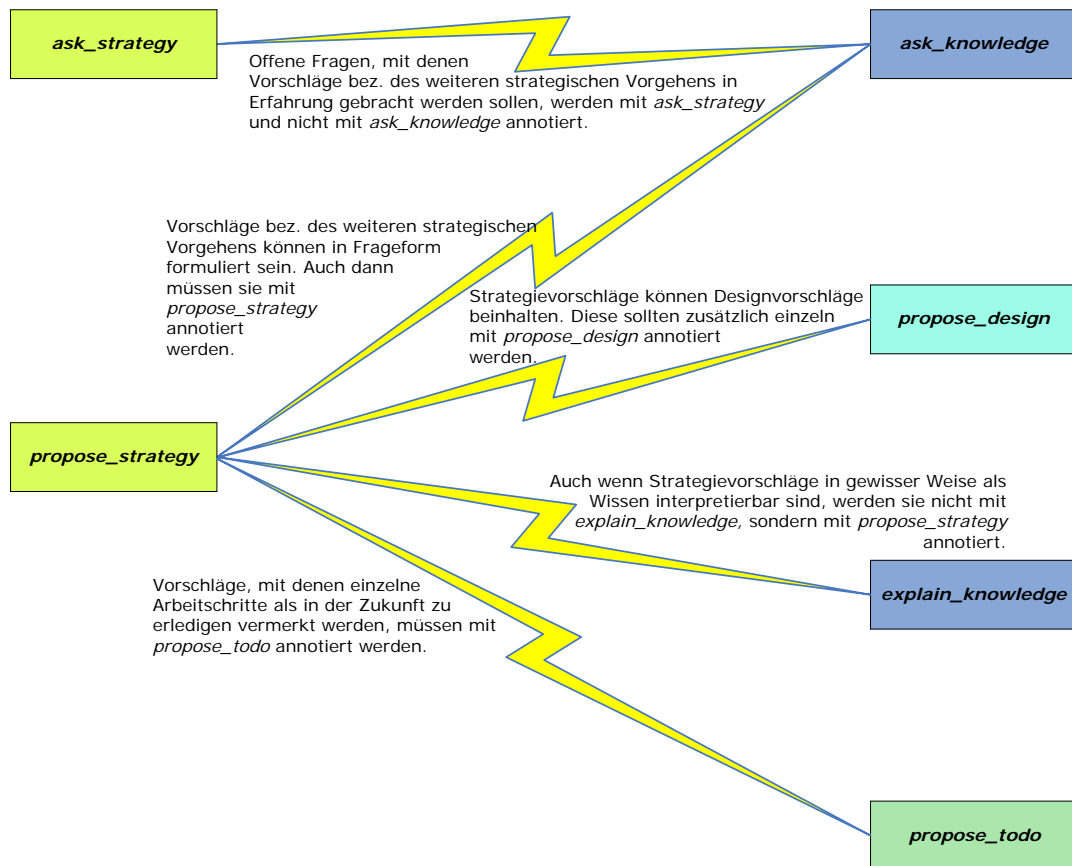 ask_strategy
ask_knowledge
Offene Fragen, mit denen
Vorschläge bez. des weiteren strategischen Vorgehens in
Erfahrung gebracht werden sollen, werden mit ask_strategy
und nicht mit ask_knowledge annotiert.
Vorschläge bez. des weiteren strategischen
Vorgehens können in Frageform
formuliert sein. Auch dann
müssen sie mit
propose_strategy
annotiert
werden.
Strategievorschläge können Designvorschläge
beinhalten. Diese sollten zusätzlich einzeln
mit propose_design annotiert
werden.
propose_design
propose_strategy
Auch wenn Strategievorschläge in gewisser Weise als
Wissen interpretierbar sind, werden sie nicht mit
explain_knowledge, sondern mit propose_strategy
annotiert.
explain_knowledge
Vorschläge, mit denen einzelne
Arbeitschritte als in der Zukunft zu
erledigen vermerkt werden, müssen mit
propose_todo annotiert werden.
propose_todo